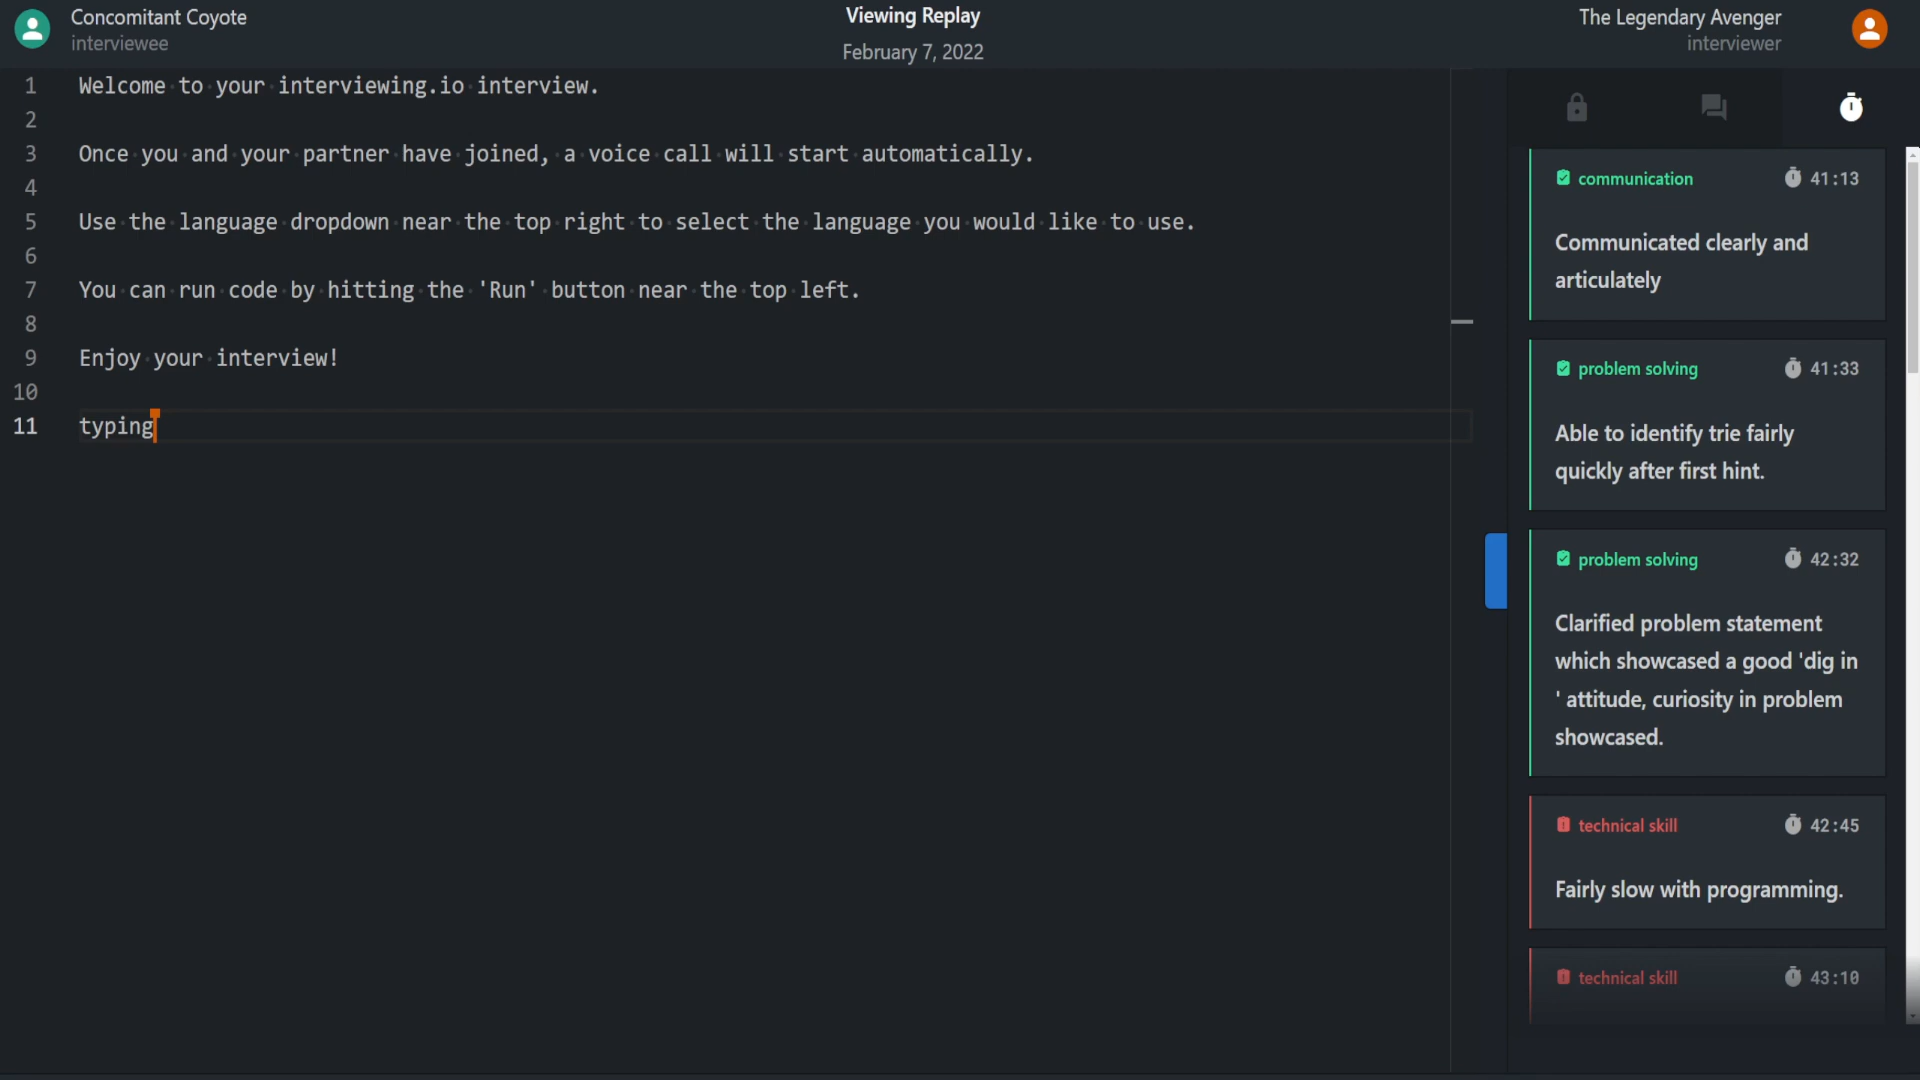 Concomitant Coyote
interviewee
Viewing Replay
February 7, 2022
The Legendary Avenger
interviewer
1 Welcome to your interviewing.io interview.
2
3 Once you and your partner have joined, a voice call will start automatically.
4
5 Use the language dropdown near the top right to select the language you would like to use.
6
7 You can run code by hitting the 'Run' button near the top left.
8
9 Enjoy your interview!
10
11 typing
communication 41:13
Communicated clearly and
articulately
problem solving 41:33
Able to identify trie fairly
quickly after first hint.
problem solving 42:32
Clarified problem statement
which showcased a good 'dig in
' attitude, curiosity in problem
showcased.
technical skill 42:45
Fairly slow with programming.
technical skill 43:10